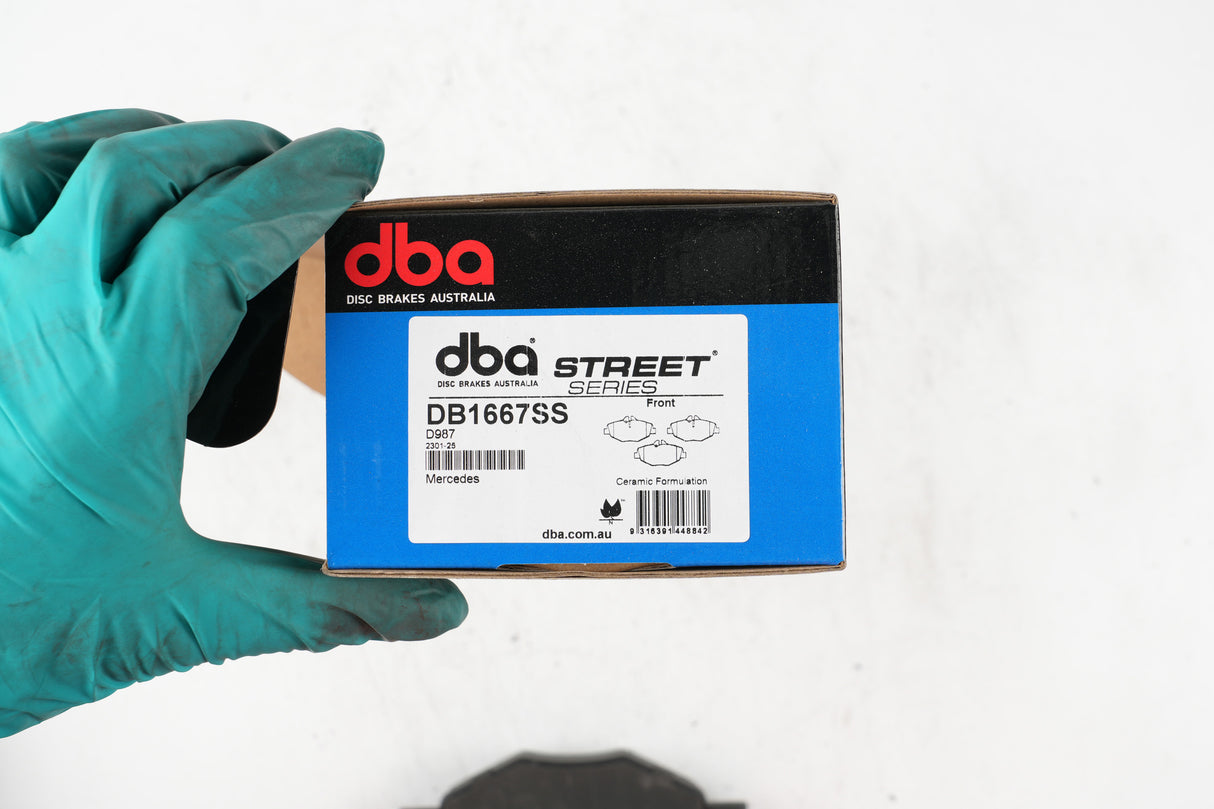 dba
DISC BRAKES AUSTRALIA
dba®
DISC BRAKES AUSTRALIA
STREET®
SERIES
Front
DB1667SS
D987
2301-25
Mercedes
Ceramic Formulation
N
dba.com.au
9 316391 448842